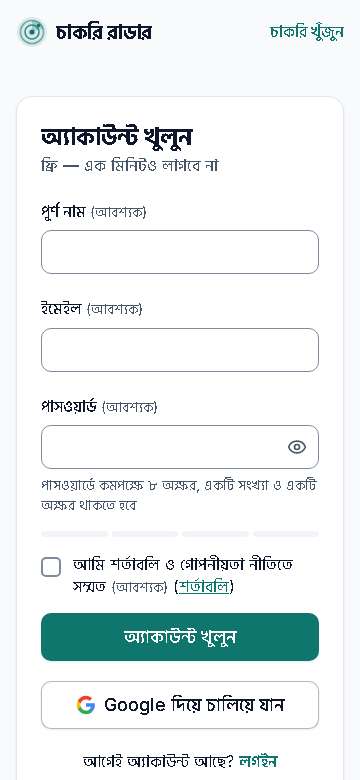 চাকরি রাডার
চাকরি খুঁজুন
অ্যাকাউন্ট খুলুন
ফ্রি — এক মিনিটও লাগবে না
পূর্ণ নাম (আবশ্যক)
ইমেইল (আবশ্যক)
পাসওয়ার্ড (আবশ্যক)
পাসওয়ার্ডে কমপক্ষে ৮ অক্ষর, একটি সংখ্যা ও একটি
অক্ষর থাকতে হবে
আমি শর্তাবলি ও গোপনীয়তা নীতিতে
সম্মত (আবশ্যক) (শর্তাবলি)
অ্যাকাউন্ট খুলুন
Google দিয়ে চালিয়ে যান
আগেই অ্যাকাউন্ট আছে? লগইন